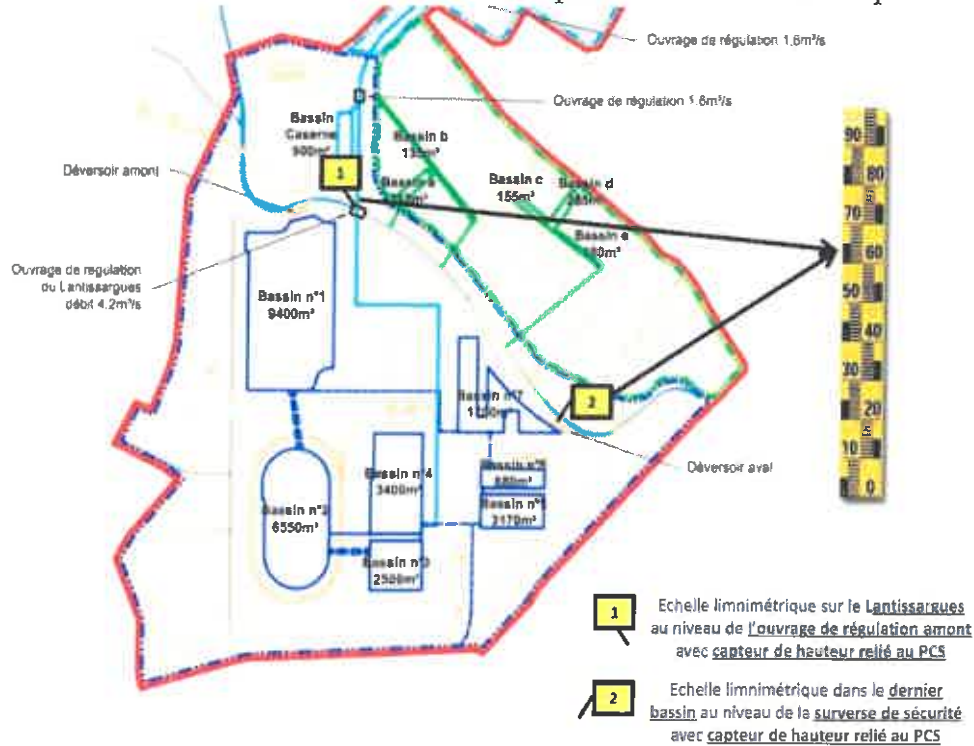 Ouvrage de régulation 1.6m³/s
Ouvrage de régulation 1.6m³/s
Bassin
Caserne
900m³
1
Déversoir amont
Bassin b
Bassin c
155m³
Bassin d
Bassin e
Ouvrage de régulation
du Lantissargues
débit 4.2m³/s
Bassin n°1
9400m³
Bassin n°7
2
Déversoir aval
Bassin n°4
3400m³
Bassin n°2
6550m³
Bassin n°3
2500m³
3170m³
90
80
70
60
50
40
30
20
10
0
1
Echelle limnimétrique sur le Lantissargues
au niveau de l'ouvrage de régulation amont
avec capteur de hauteur relié au PCS
2
Echelle limnimétrique dans le dernier
bassin au niveau de la surverse de sécurité
avec capteur de hauteur relié au PCS